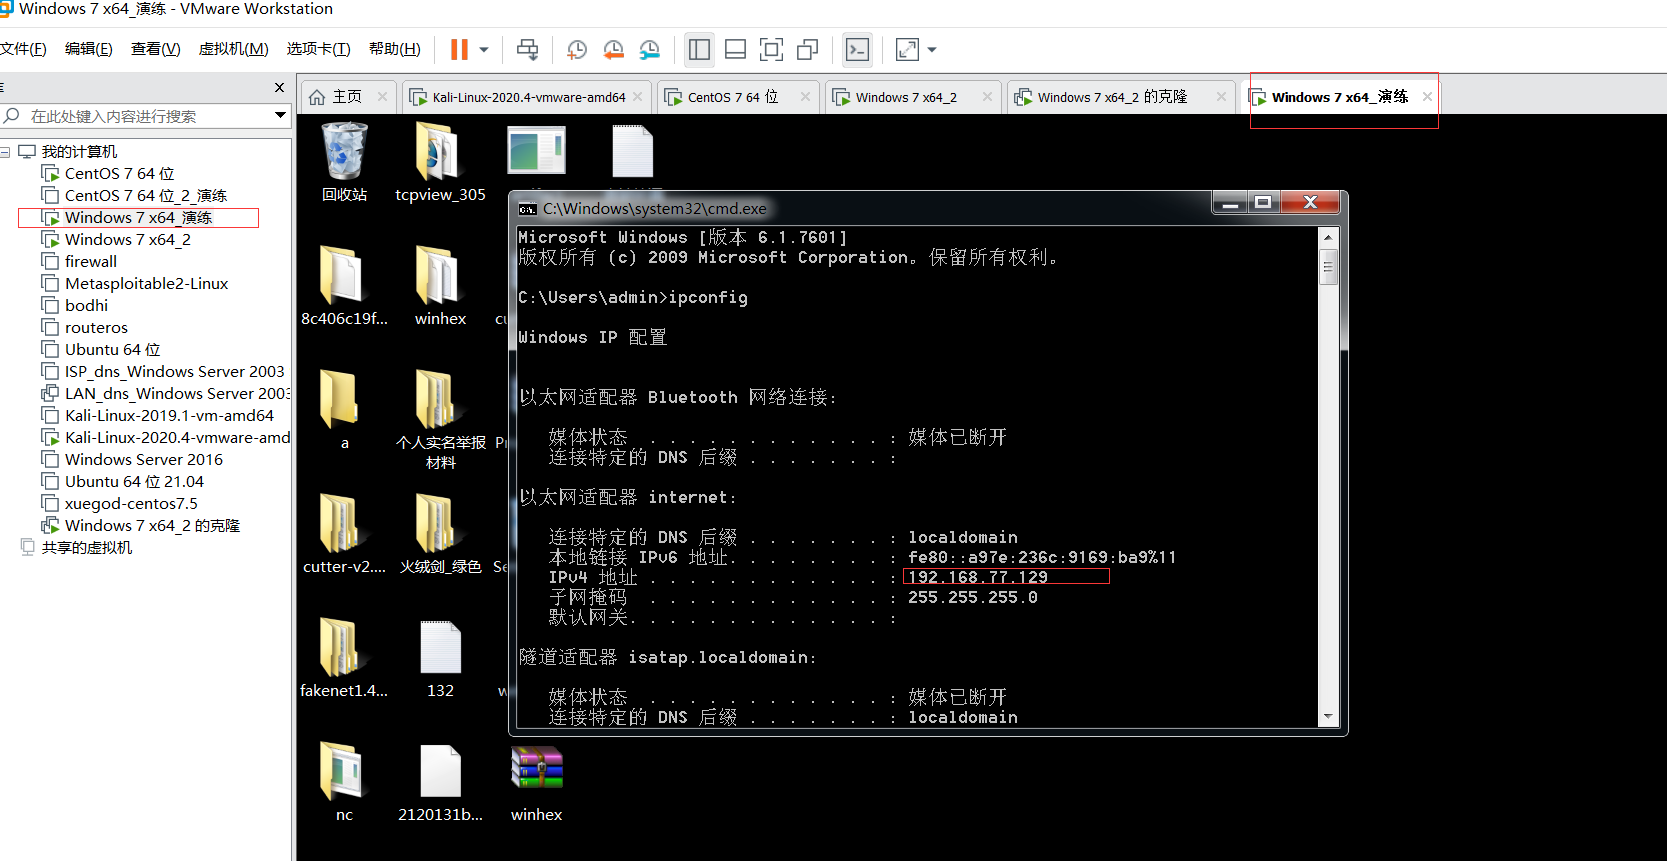 Windows 7 x64_演练 - VMware Workstation
文件(F) 编辑(E) 查看(V) 虚拟机(M) 选项卡(T) 帮助(H)
主页 Kali-Linux-2020.4-vmware-amd64 CentOS 7 64 位 Windows 7 x64_2 Windows 7 x64_2 的克隆 Windows 7 x64_演练
在此处键入内容进行搜索
我的计算机
CentOS 7 64 位
CentOS 7 64 位_2_演练
Windows 7 x64_演练
Windows 7 x64_2
firewall
Metasploitable2-Linux
bodhi
routeros
Ubuntu 64 位
ISP_dns_Windows Server 2003
LAN_dns_Windows Server 2003
Kali-Linux-2019.1-vm-amd64
Kali-Linux-2020.4-vmware-amd
Windows Server 2016
Ubuntu 64 位 21.04
xuegod-centos7.5
Windows 7 x64_2 的克隆
共享的虚拟机
回收站
tcpview_305
8c406c19f...
winhex
cu
a
个人实名举报
材料
Pr
cutter-v2....
火绒剑_绿色
Se
fakenet1.4...
132
w
nc
2120131b...
winhex
C:\Windows\system32\cmd.exe
Microsoft Windows [版本 6.1.7601]
版权所有 (c) 2009 Microsoft Corporation。保留所有权利。
C:\Users\admin>ipconfig
Windows IP 配置
以太网适配器 Bluetooth 网络连接:
媒体状态 . . . . . . . . . . . . : 媒体已断开
连接特定的 DNS 后缀 . . . . . . . :
以太网适配器 internet:
连接特定的 DNS 后缀 . . . . . . . : localdomain
本地链接 IPv6 地址. . . . . . . . : fe80::a97e:236c:9169:ba9%11
IPv4 地址 . . . . . . . . . . . . : 192.168.77.129
子网掩码 . . . . . . . . . . . . : 255.255.255.0
默认网关. . . . . . . . . . . . . :
隧道适配器 isatap.localdomain:
媒体状态 . . . . . . . . . . . . : 媒体已断开
连接特定的 DNS 后缀 . . . . . . . : localdomain